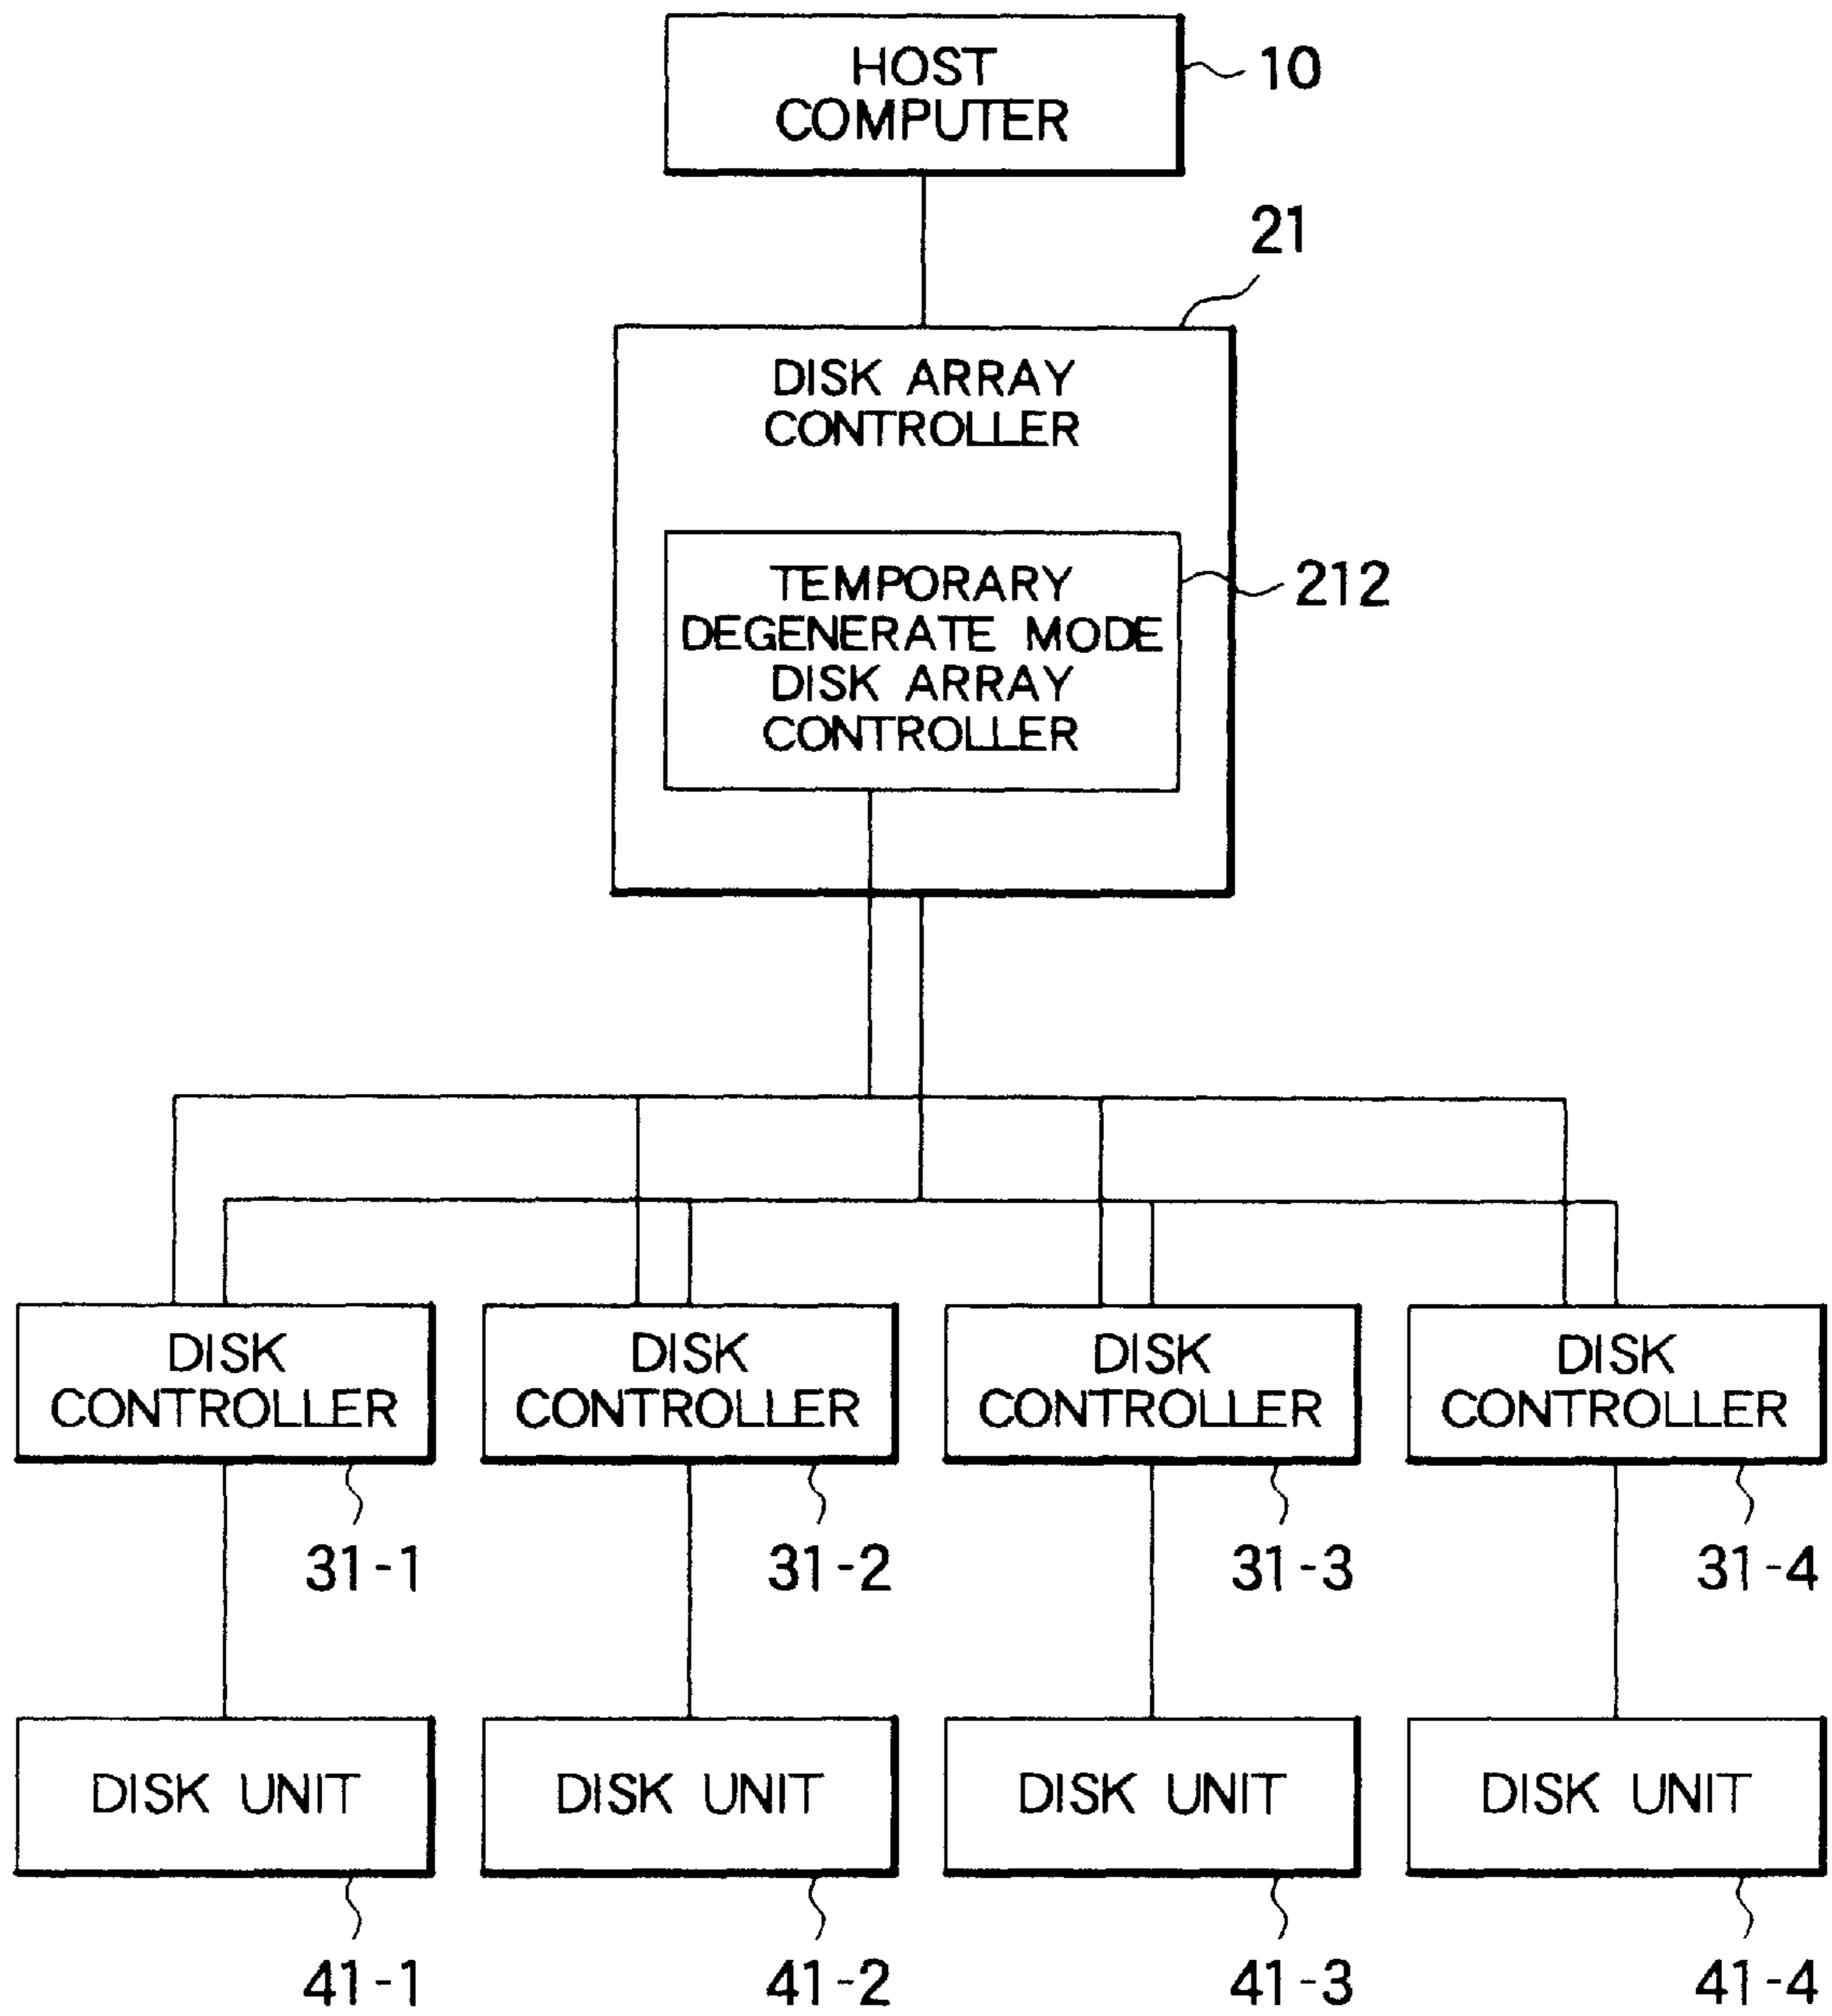 HOST
COMPUTER
10
21
DISK ARRAY
CONTROLLER
TEMPORARY
DEGENERATE MODE
DISK ARRAY
CONTROLLER
212
DISK
CONTROLLER
DISK
CONTROLLER
DISK
CONTROLLER
DISK
CONTROLLER
31-1
31-2
31-3
31-4
DISK UNIT
DISK UNIT
DISK UNIT
DISK UNIT
41-1
41-2
41-3
41-4